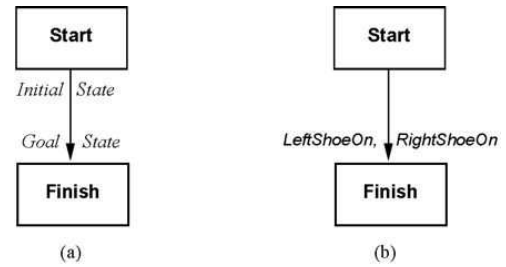 Start
Initial State
Goal State
Finish
(a)
Start
LeftShoeOn, RightShoeOn
Finish
(b)